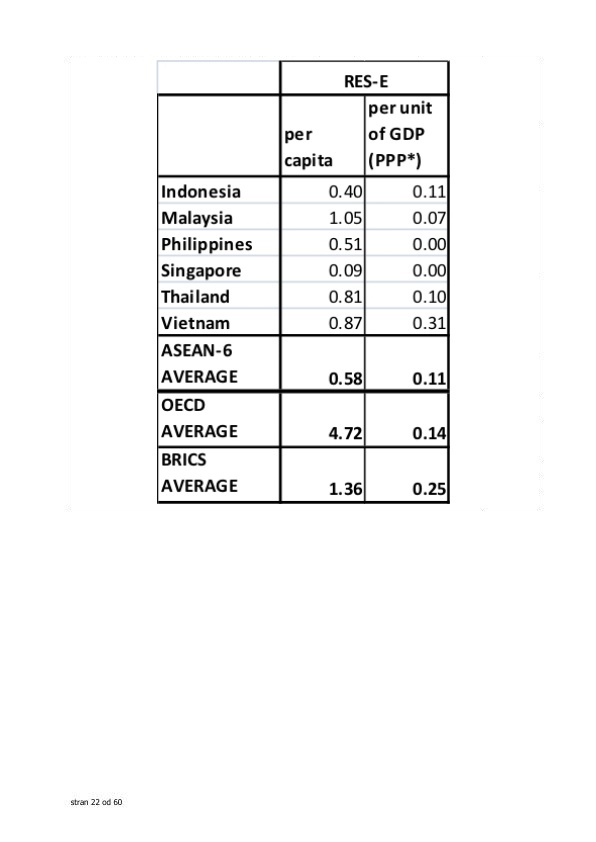 RES-E
per capita per unit of GDP (PPP*)
Indonesia 0.40 0.11
Malaysia 1.05 0.07
Philippines 0.51 0.00
Singapore 0.09 0.00
Thailand 0.81 0.10
Vietnam 0.87 0.31
ASEAN-6
AVERAGE 0.58 0.11
OECD
AVERAGE 4.72 0.14
BRICS
AVERAGE 1.36 0.25
stran 22 od 60